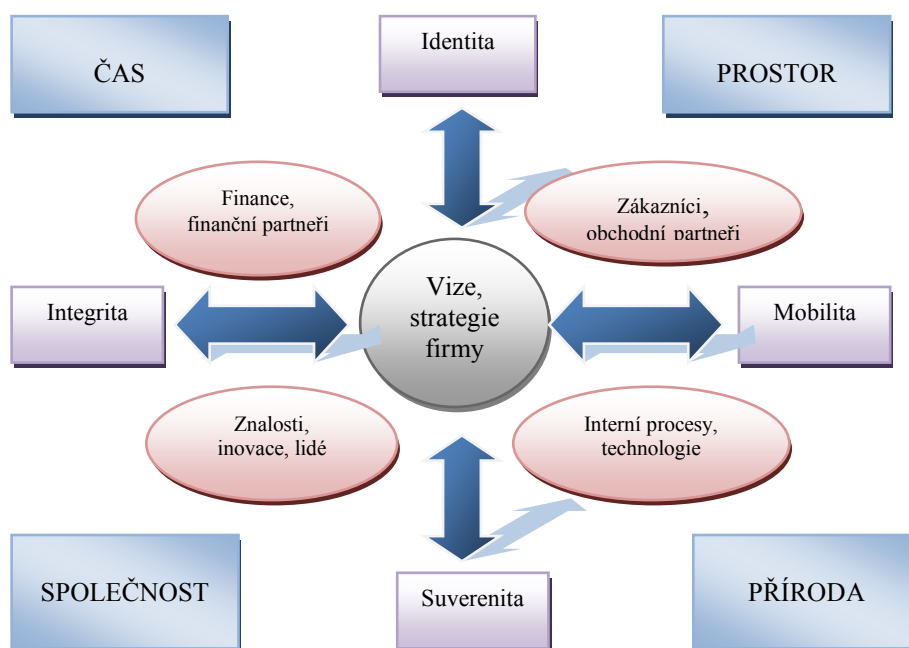 Identita
ČAS
PROSTOR
Finance,
finanční partneři
Zákazníci,
obchodní partneři
Integrita
Vize,
strategie
firmy
Mobilita
Znalosti,
inovace, lidé
Interní procesy,
technologie
SPOLEČNOST
Suverenita
PŘÍRODA